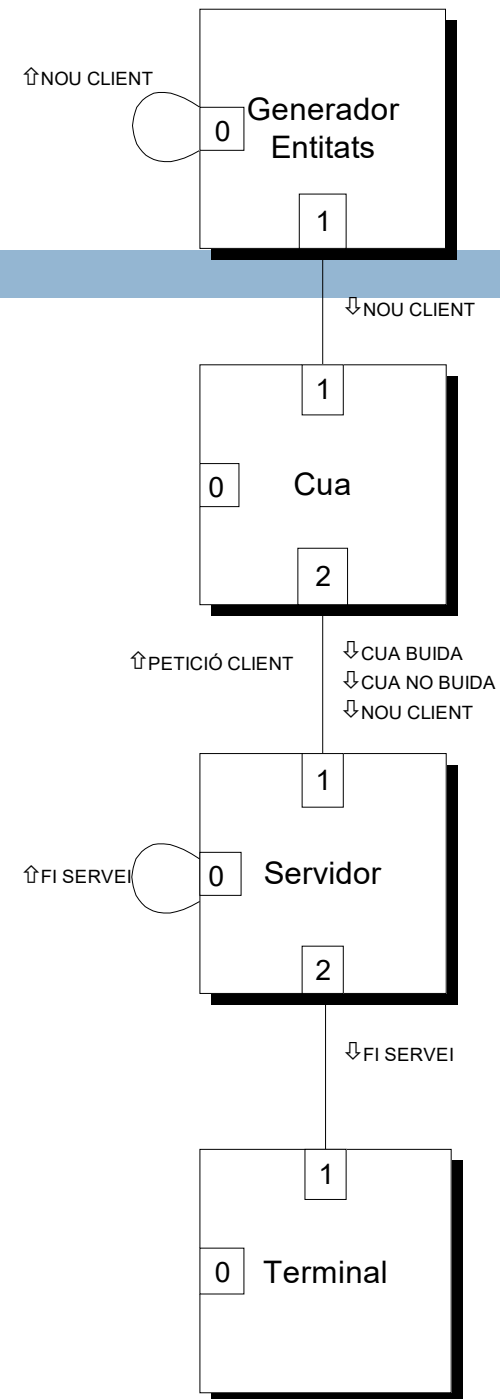 ⇧NOU CLIENT
Generador
Entitats
0
1
⇩NOU CLIENT
1
0
Cua
2
⇧PETICIÓ CLIENT
⇩CUA BUIDA
⇩CUA NO BUIDA
⇩NOU CLIENT
1
⇧FI SERVEI
0
Servidor
2
⇩FI SERVEI
1
0
Terminal